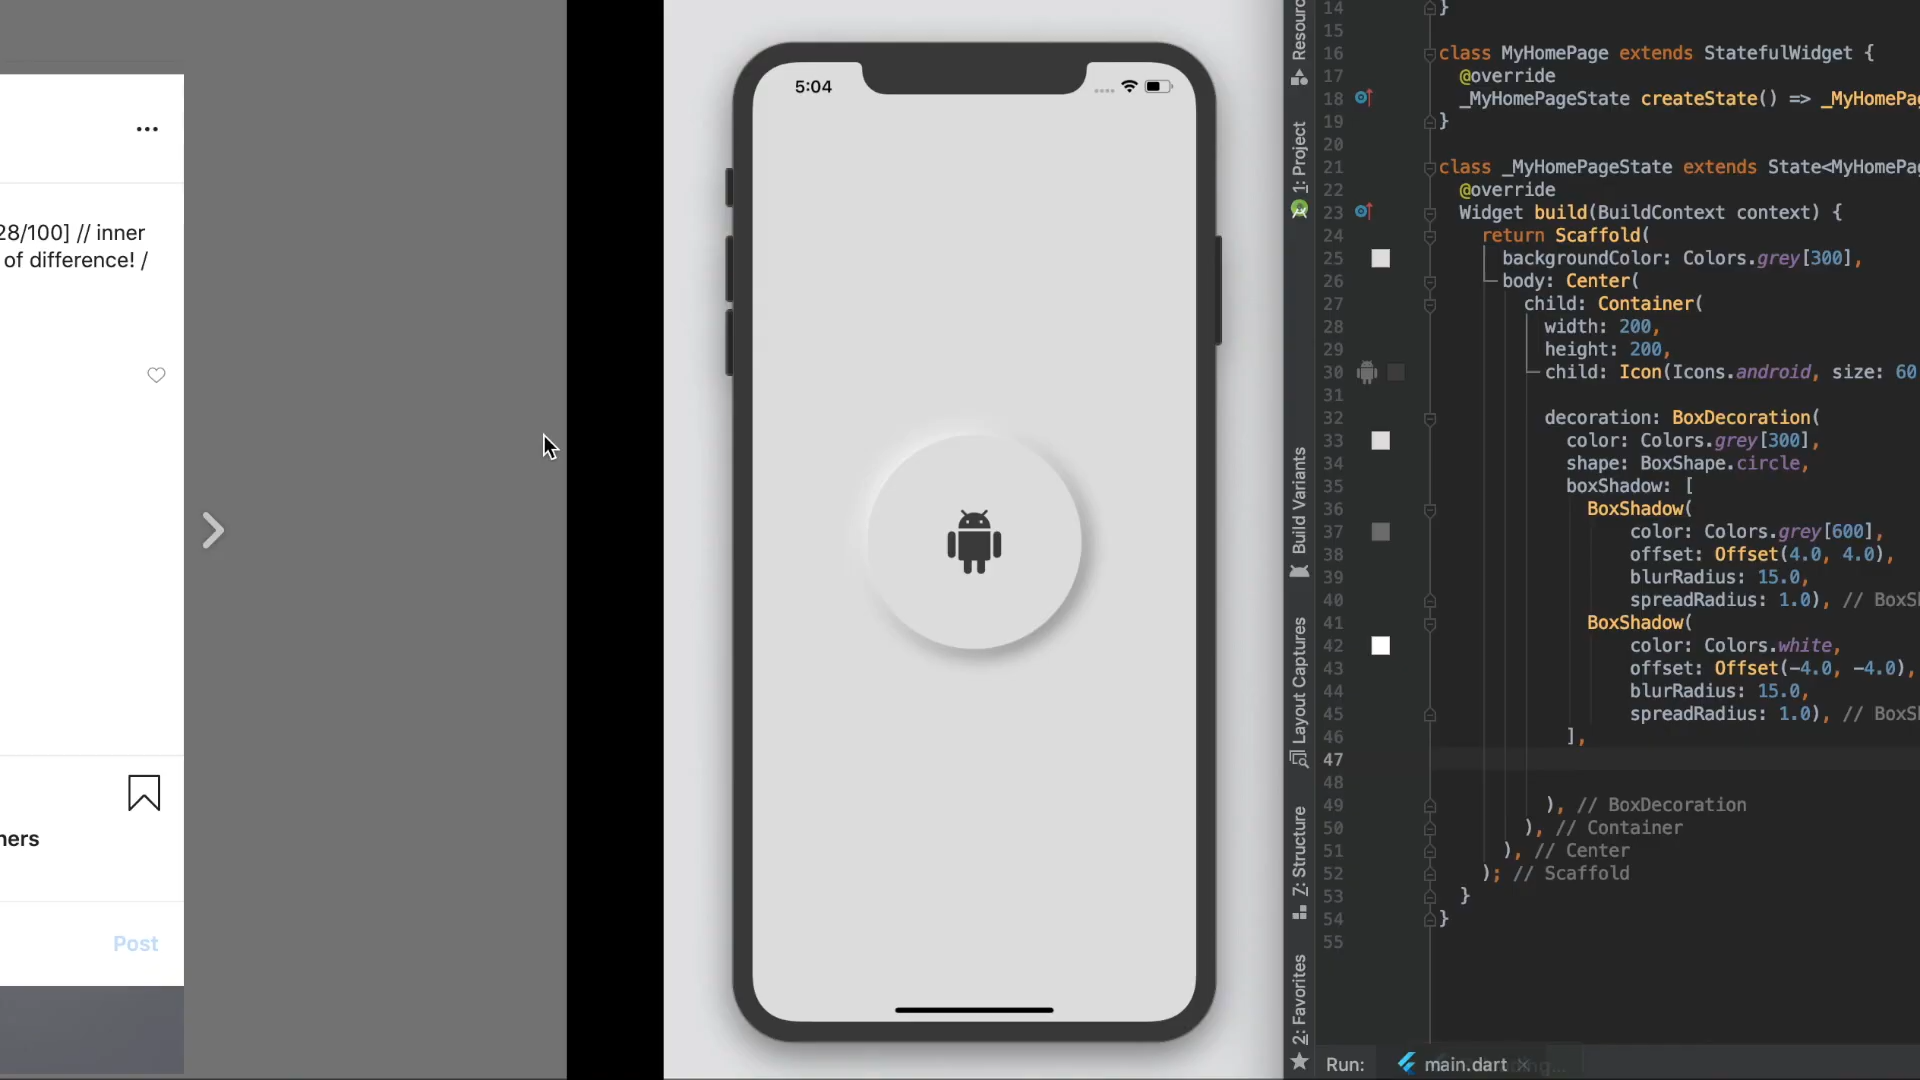 28/100] // inner
of difference! /
ners
Post
5:04
Resourc
1: Project
Build Variants
Layout Captures
7: Structure
2: Favorites
14 }
15
16 class MyHomePage extends StatefulWidget {
17 @override
18 _MyHomePageState createState() => _MyHomePag
19 }
20
21 class _MyHomePageState extends State<MyHomePag
22 @override
23 Widget build(BuildContext context) {
24 return Scaffold(
25 backgroundColor: Colors.grey[300],
26 body: Center(
27 child: Container(
28 width: 200,
29 height: 200,
30 child: Icon(Icons.android, size: 60
31
32 decoration: BoxDecoration(
33 color: Colors.grey[300],
34 shape: BoxShape.circle,
35 boxShadow: [
36 BoxShadow(
37 color: Colors.grey[600],
38 offset: Offset(4.0, 4.0),
39 blurRadius: 15.0,
40 spreadRadius: 1.0), // BoxSh
41 BoxShadow(
42 color: Colors.white,
43 offset: Offset(-4.0, -4.0),
44 blurRadius: 15.0,
45 spreadRadius: 1.0), // BoxSh
46 ],
47
48
49 ), // BoxDecoration
50 ), // Container
51 ), // Center
52 ); // Scaffold
53 }
54 }
55
Run: main.dart